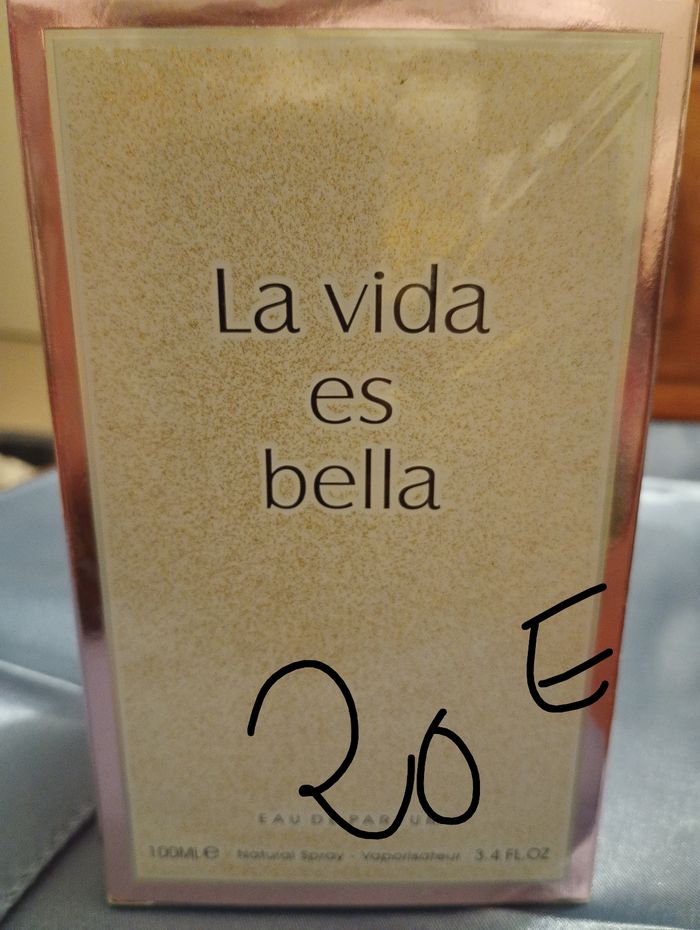 La vida
es
bella
20 E
EAU DE PARFUM
100ML e - Natural Spray - Vaporisateur 3.4 FL.OZ